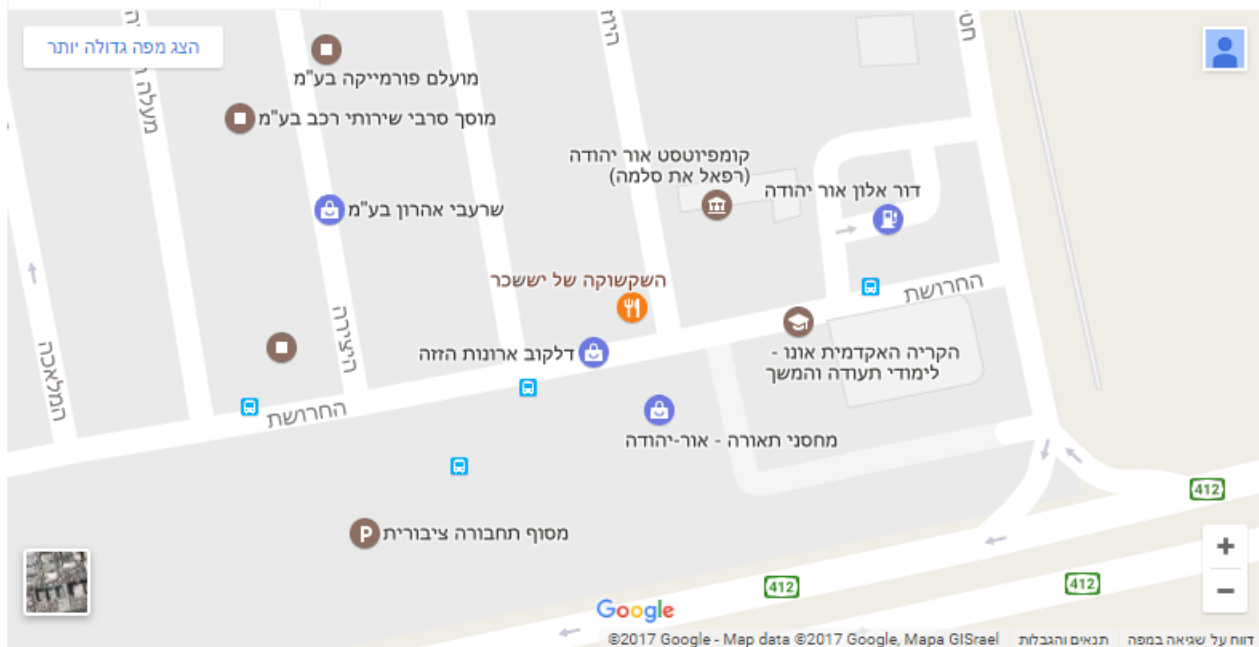 הצג מפה גדולה יותר
מועלם פורמייקה בע"מ
מוסך סרבי שירותי רכב בע"מ
מעלה
קומפיוטסט אור יהודה
(רפאל את סלמה)
דור אלון אור יהודה
שרעבי אהרון בע"מ
השקשוקה של יששכר
החרושת
היצירה
דלקוב ארונות הזזה
הקריה האקדמית אונו -
לימודי תעודה והמשך
המלאכה
החרושת
מחסני תאורה - אור-יהודה
412
מסוף תחבורה ציבורית
P
412
412
+
−
Google
©2017 Google - Map data ©2017 Google, Mapa GISrael תנאים והגבלות דווח על שגיאה במפה